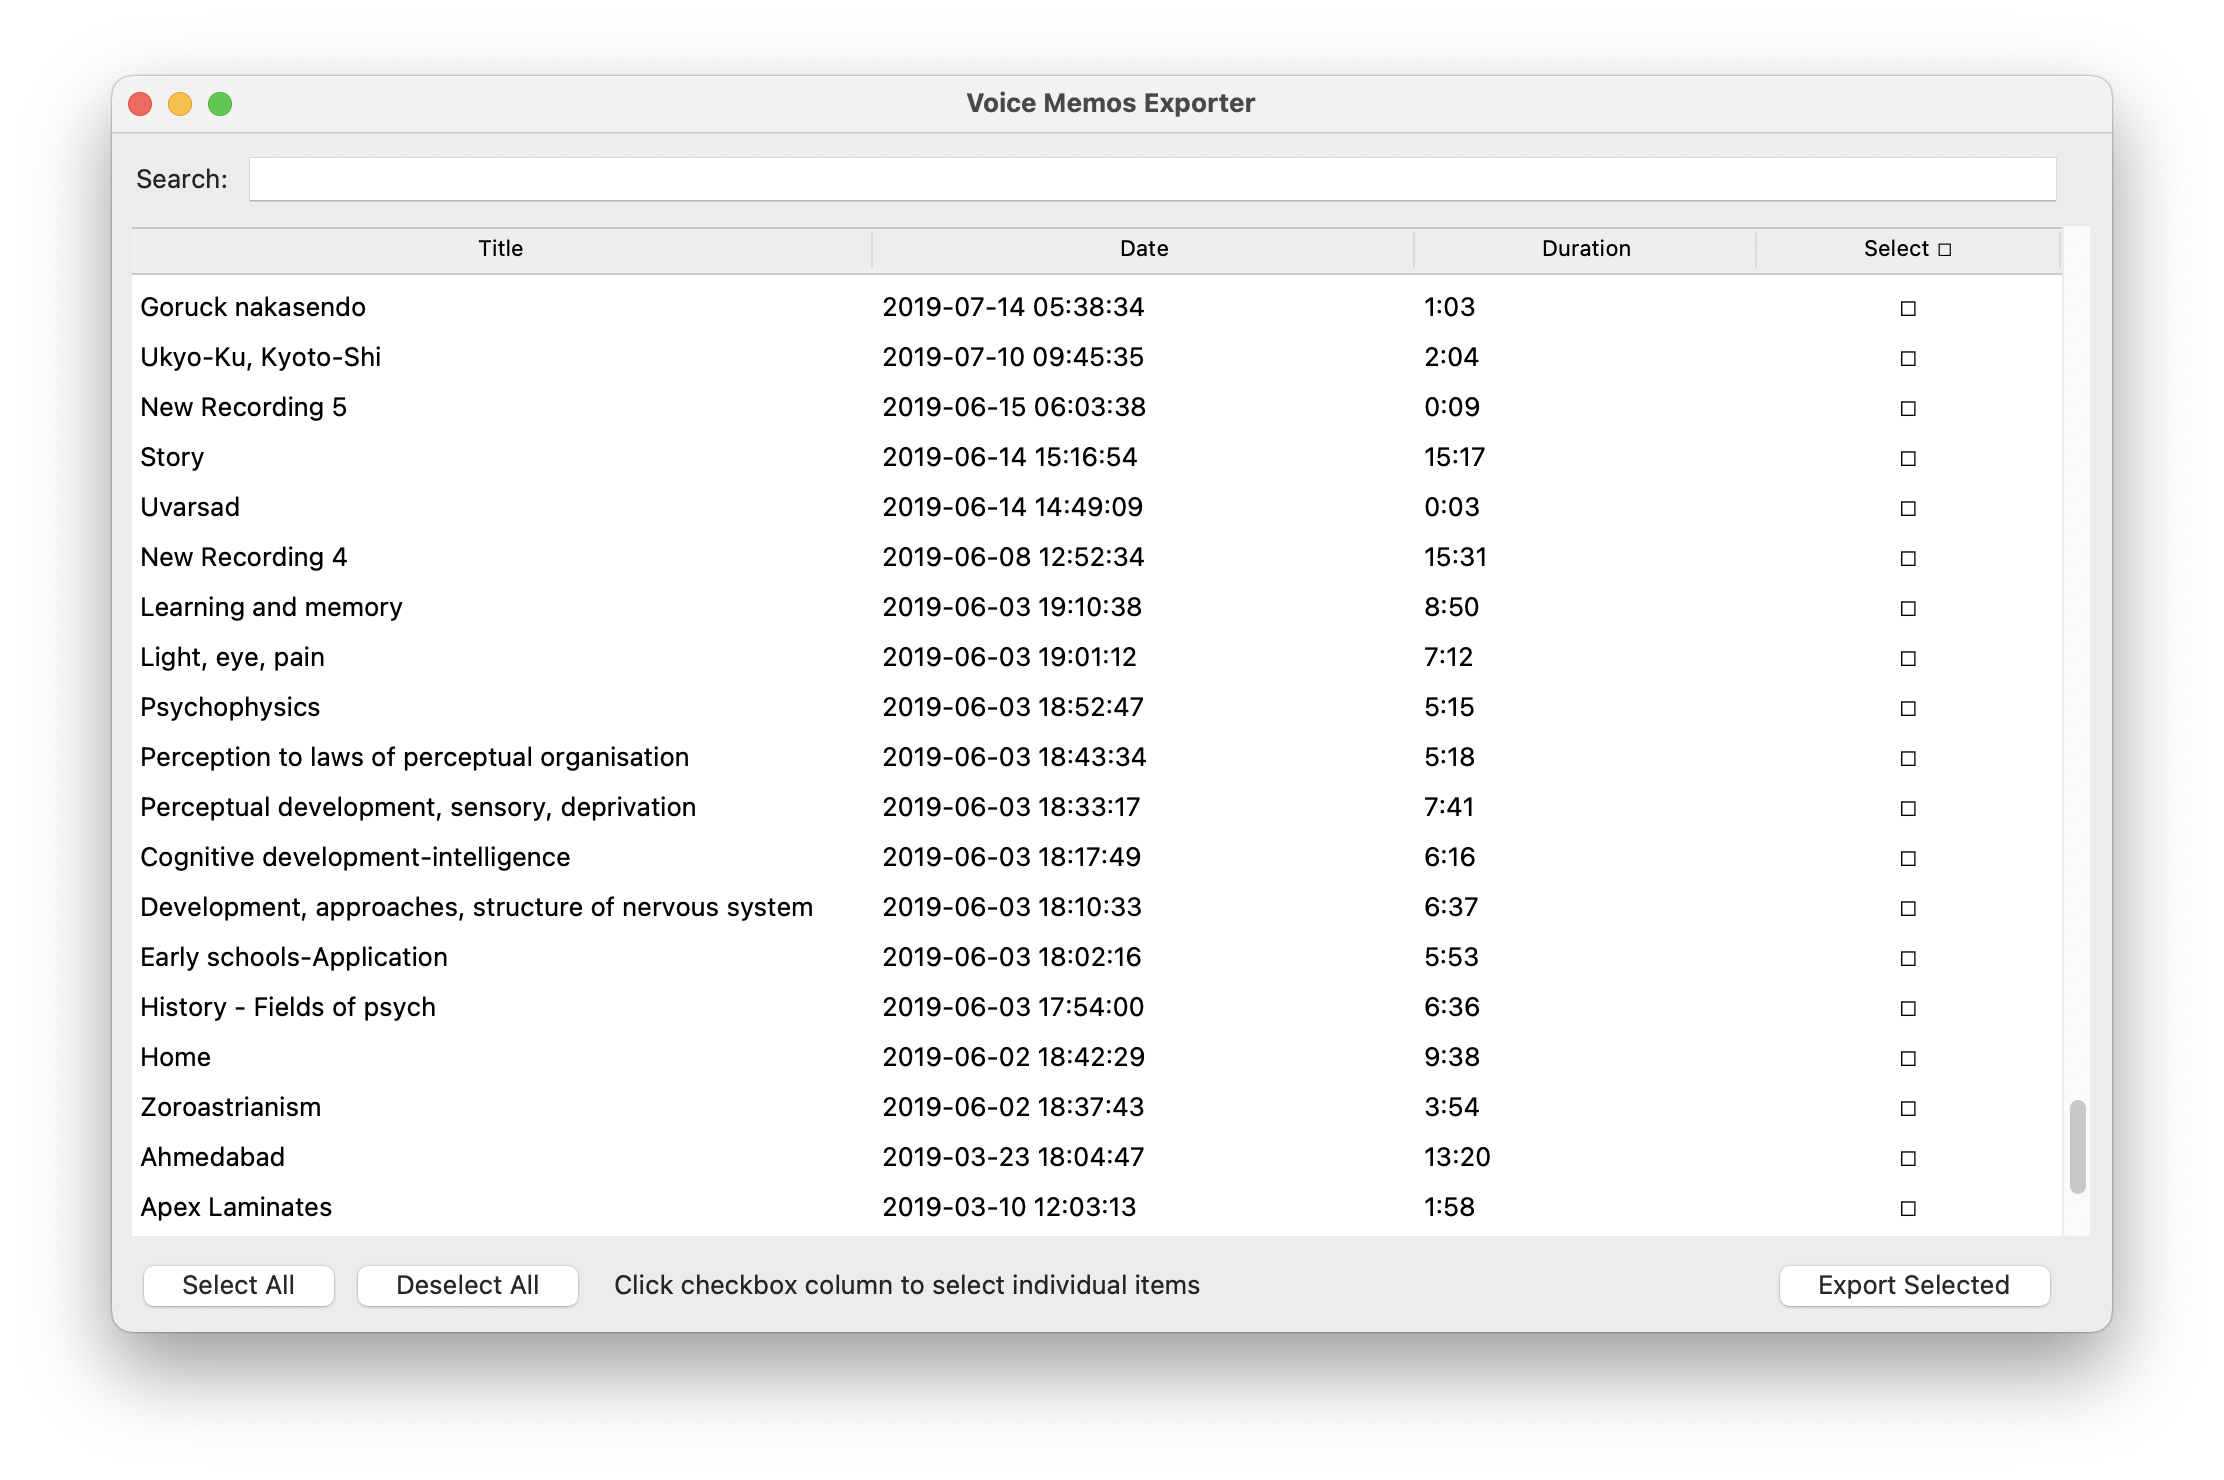 Voice Memos Exporter
Search:
Title Date Duration Select □
Goruck nakasendo 2019-07-14 05:38:34 1:03 □
Ukyo-Ku, Kyoto-Shi 2019-07-10 09:45:35 2:04 □
New Recording 5 2019-06-15 06:03:38 0:09 □
Story 2019-06-14 15:16:54 15:17 □
Uvarsad 2019-06-14 14:49:09 0:03 □
New Recording 4 2019-06-08 12:52:34 15:31 □
Learning and memory 2019-06-03 19:10:38 8:50 □
Light, eye, pain 2019-06-03 19:01:12 7:12 □
Psychophysics 2019-06-03 18:52:47 5:15 □
Perception to laws of perceptual organisation 2019-06-03 18:43:34 5:18 □
Perceptual development, sensory, deprivation 2019-06-03 18:33:17 7:41 □
Cognitive development-intelligence 2019-06-03 18:17:49 6:16 □
Development, approaches, structure of nervous system 2019-06-03 18:10:33 6:37 □
Early schools-Application 2019-06-03 18:02:16 5:53 □
History - Fields of psych 2019-06-03 17:54:00 6:36 □
Home 2019-06-02 18:42:29 9:38 □
Zoroastrianism 2019-06-02 18:37:43 3:54 □
Ahmedabad 2019-03-23 18:04:47 13:20 □
Apex Laminates 2019-03-10 12:03:13 1:58 □
Select All Deselect All Click checkbox column to select individual items Export Selected